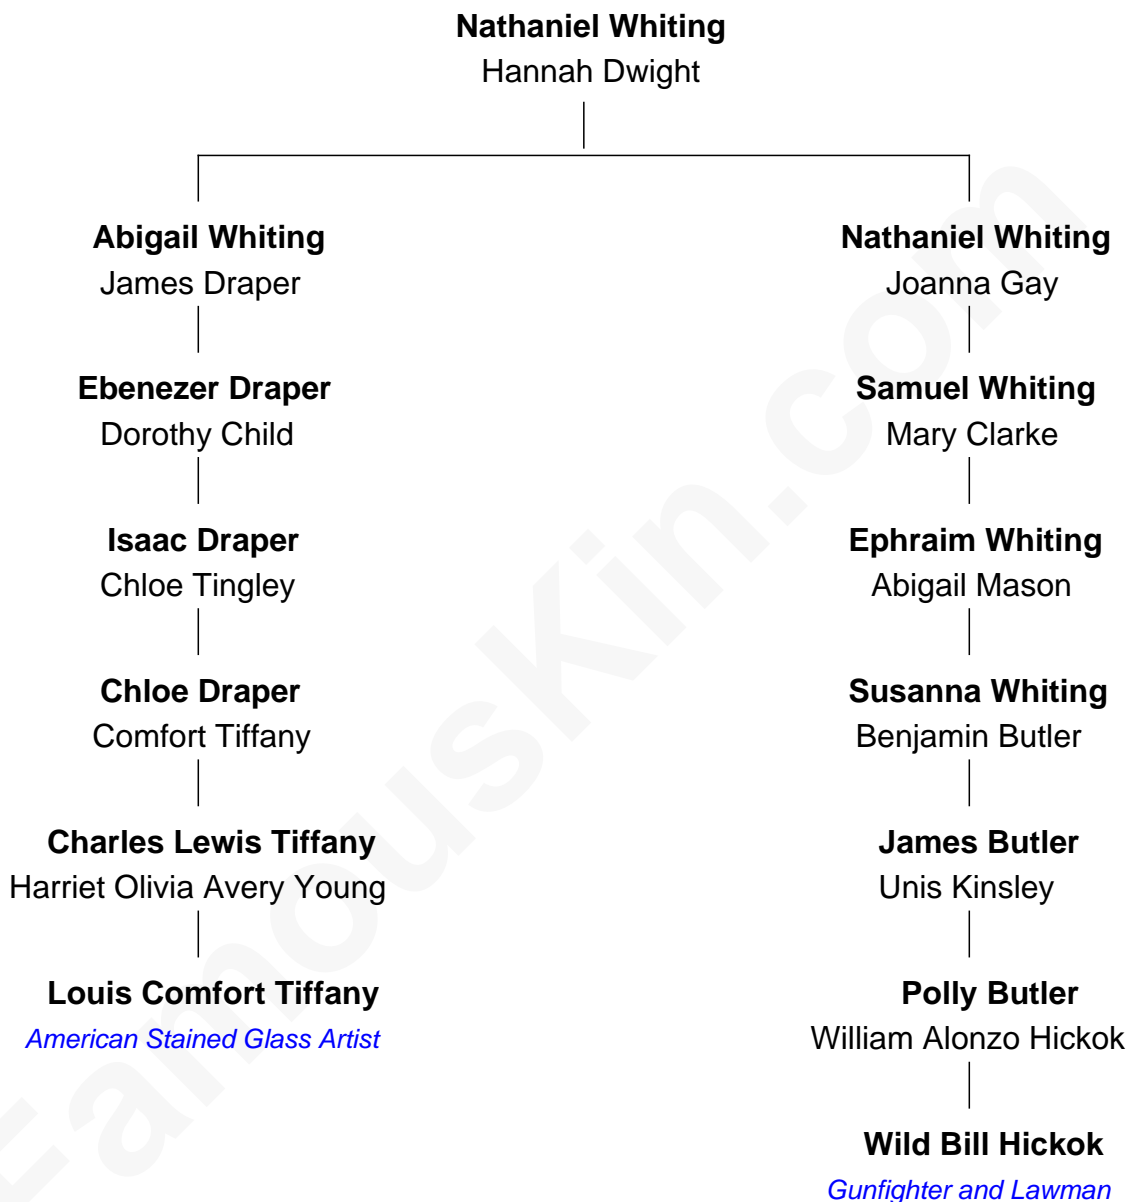 Nathaniel Whiting
Hannah Dwight
Abigail Whiting
James Draper
Ebenezer Draper
Dorothy Child
Isaac Draper
Chloe Tingley
Chloe Draper
Comfort Tiffany
Charles Lewis Tiffany
Harriet Olivia Avery Young
Louis Comfort Tiffany
American Stained Glass Artist
Nathaniel Whiting
Joanna Gay
Samuel Whiting
Mary Clarke
Ephraim Whiting
Abigail Mason
Susanna Whiting
Benjamin Butler
James Butler
Unis Kinsley
Polly Butler
William Alonzo Hickok
Wild Bill Hickok
Gunfighter and Lawman
FamousKin.com